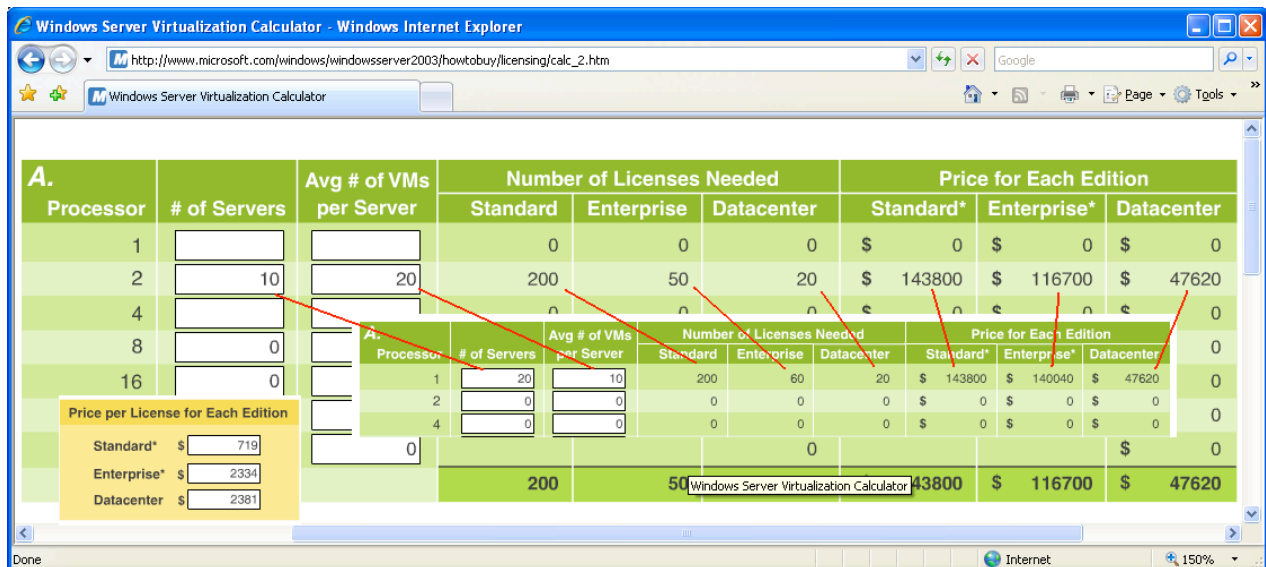 Windows Server Virtualization Calculator - Windows Internet Explorer
http://www.microsoft.com/windows/windowsserver2003/howtobuy/licensing/calc_2.htm
Google
Windows Server Virtualization Calculator
Page
Tools
A.
Avg # of VMs Number of Licenses Needed Price for Each Edition
Processor # of Servers per Server Standard Enterprise Datacenter Standard* Enterprise* Datacenter
1 0 0 0 $ 0 $ 0 $ 0
2 10 20 200 50 20 $ 143800 $ 116700 $ 47620
4 0 0 0 $ 0 $ 0 $ 0
8 0 0
16 0 0
0
0 0 $ 0
200 50 43800 $ 116700 $ 47620
A.
Avg # of VMs Number of Licenses Needed Price for Each Edition
Processor # of Servers per Server Standard Enterprise Datacenter Standard* Enterprise* Datacenter
1 20 10 200 60 20 $ 143800 $ 140040 $ 47620
2 0 0 0 0 0 $ 0 $ 0 $ 0
4 0 0 0 0 0 $ 0 $ 0 $ 0
Price per License for Each Edition
Standard* $ 719
Enterprise* $ 2334
Datacenter $ 2381
Windows Server Virtualization Calculator
Done
Internet
150%